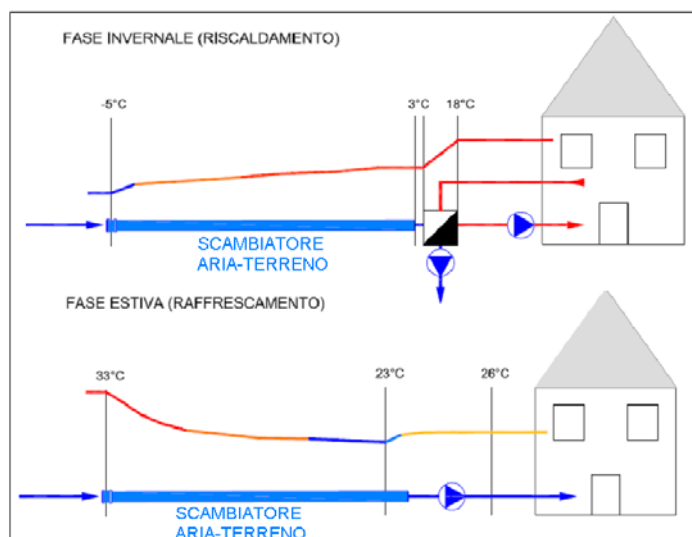 FASE INVERNALE (RISCALDAMENTO)
-5°C
3°C
18°C
SCAMBIATORE
ARIA-TERRENO
FASE ESTIVA (RAFFRESCAMENTO)
33°C
23°C
26°C
SCAMBIATORE
ARIA-TERRENO